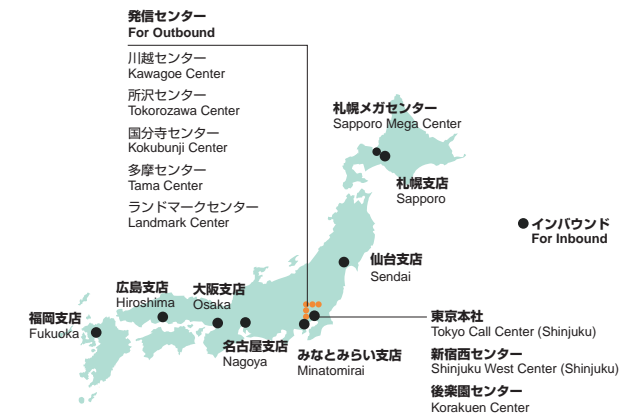 発信センター
For Outbound
川越センター
Kawagoe Center
所沢センター
Tokorozawa Center
国分寺センター
Kokubunji Center
多摩センター
Tama Center
ランドマークセンター
Landmark Center
札幌メガセンター
Sapporo Mega Center
札幌支店
Sapporo
インバウンド
For Inbound
仙台支店
Sendai
広島支店
Hiroshima
大阪支店
Osaka
福岡支店
Fukuoka
名古屋支店
Nagoya
みなとみらい支店
Minatomirai
東京本社
Tokyo Call Center (Shinjuku)
新宿西センター
Shinjuku West Center (Shinjuku)
後楽園センター
Korakuen Center